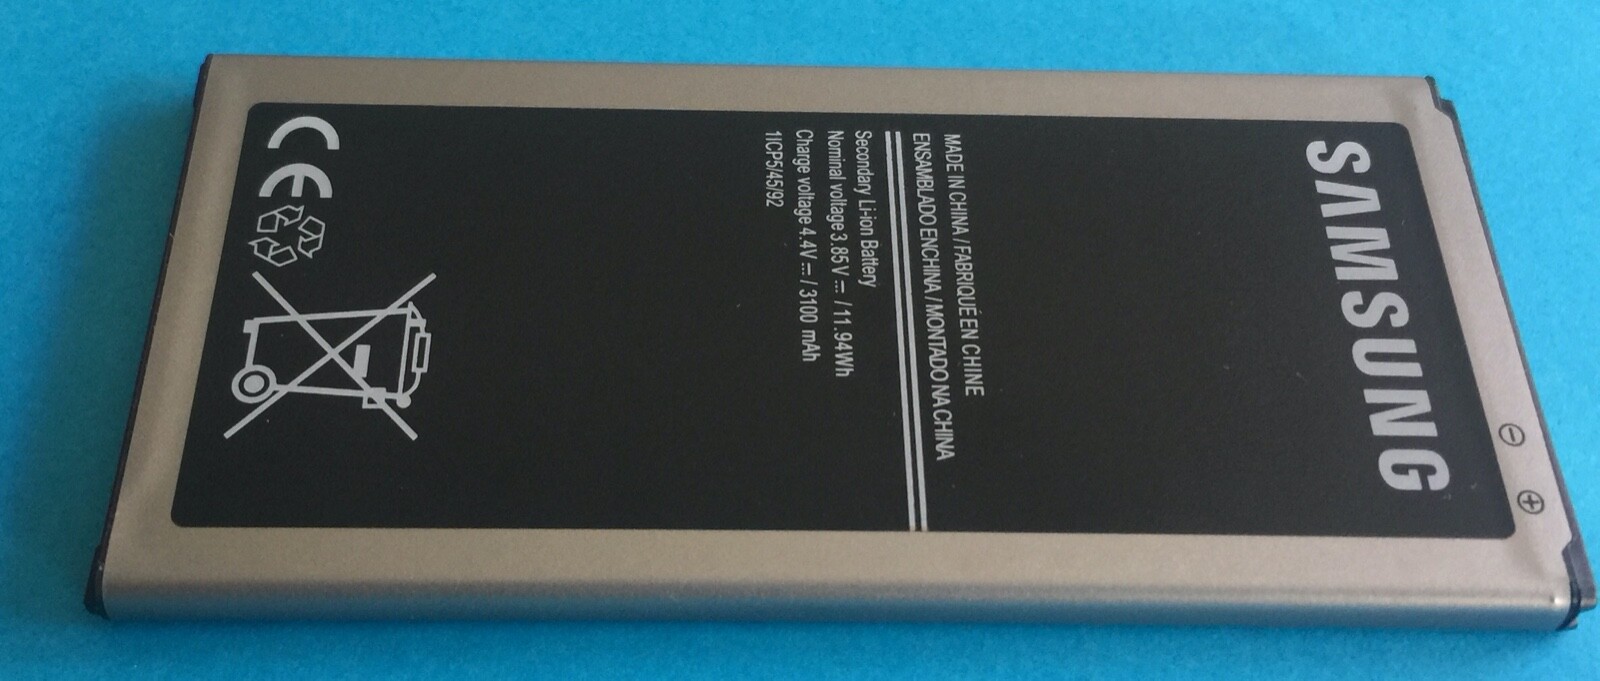 SAMSUNG
MADE IN CHINA / FABRIQUÉ EN CHINE
ENSAMBLADO EN CHINA / MONTADO NA CHINA
Secondary Li-ion Battery
Nominal voltage 3.85 V ⎓ / 11.94Wh
Charge voltage 4.4V ⎓ / 3100 mAh
1ICP5/45/92
CE